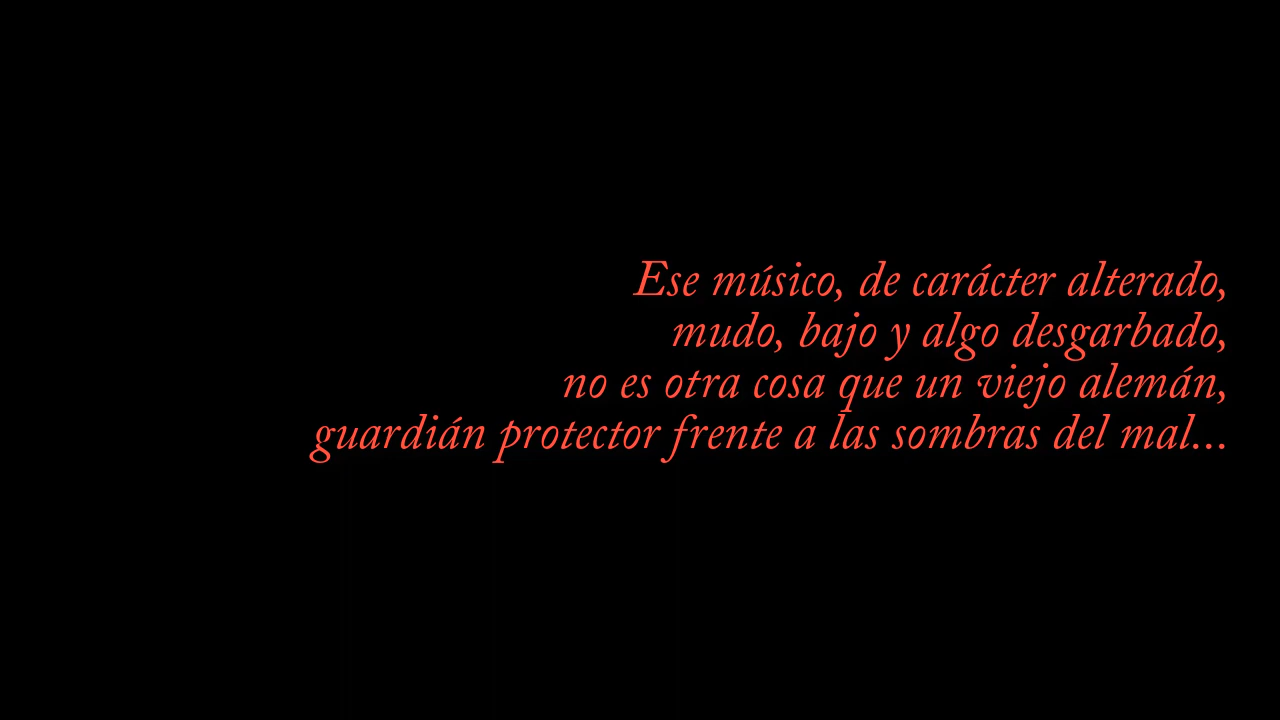 Ese músico, de carácter alterado,
mudo, bajo y algo desgarbado,
no es otra cosa que un viejo alemán,
guardián protector frente a las sombras del mal...